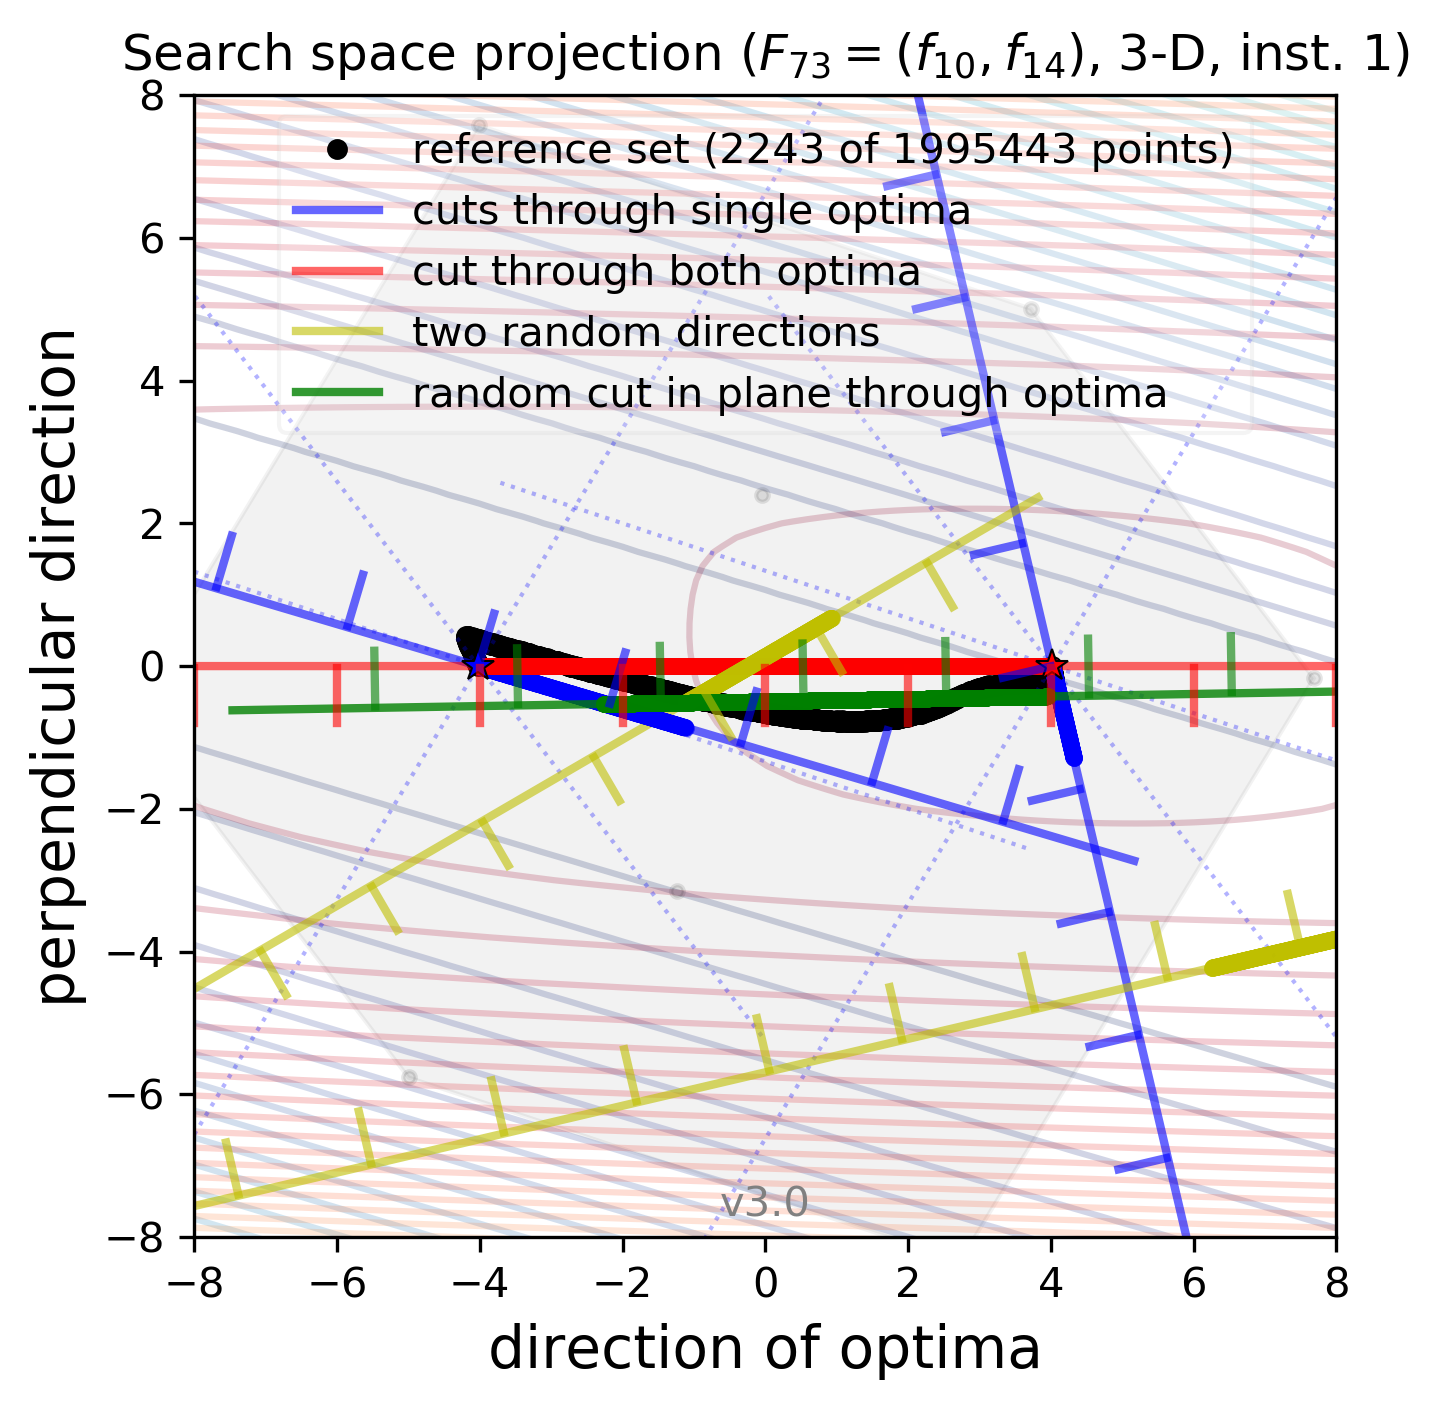 Search space projection (F₇₃ = (f₁₀, f₁₄), 3-D, inst. 1)
8
6
4
2
0
−2
−4
−6
−8
perpendicular direction
reference set (2243 of 1995443 points)
cuts through single optima
cut through both optima
two random directions
random cut in plane through optima
v3.0
−8 −6 −4 −2 0 2 4 6 8
direction of optima